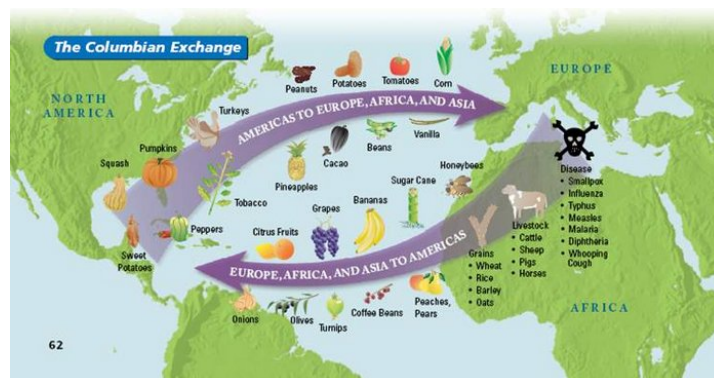 The Columbian Exchange
NORTH
AMERICA
EUROPE
AFRICA
Peanuts
Potatoes
Tomatoes
Corn
Turkeys
AMERICAS TO EUROPE, AFRICA, AND ASIA
Squash
Pumpkins
Tobacco
Pineapples
Cacao
Beans
Vanilla
Sweet
Potatoes
Peppers
Citrus Fruits
Grapes
Bananas
Sugar Cane
Honeybees
EUROPE, AFRICA, AND ASIA TO AMERICAS
Onions
Olives
Turnips
Coffee Beans
Peaches,
Pears
Grains
• Wheat
• Rice
• Barley
• Oats
Livestock
• Cattle
• Sheep
• Pigs
• Horses
Disease
• Smallpox
• Influenza
• Typhus
• Measles
• Malaria
• Diphtheria
• Whooping
Cough
62